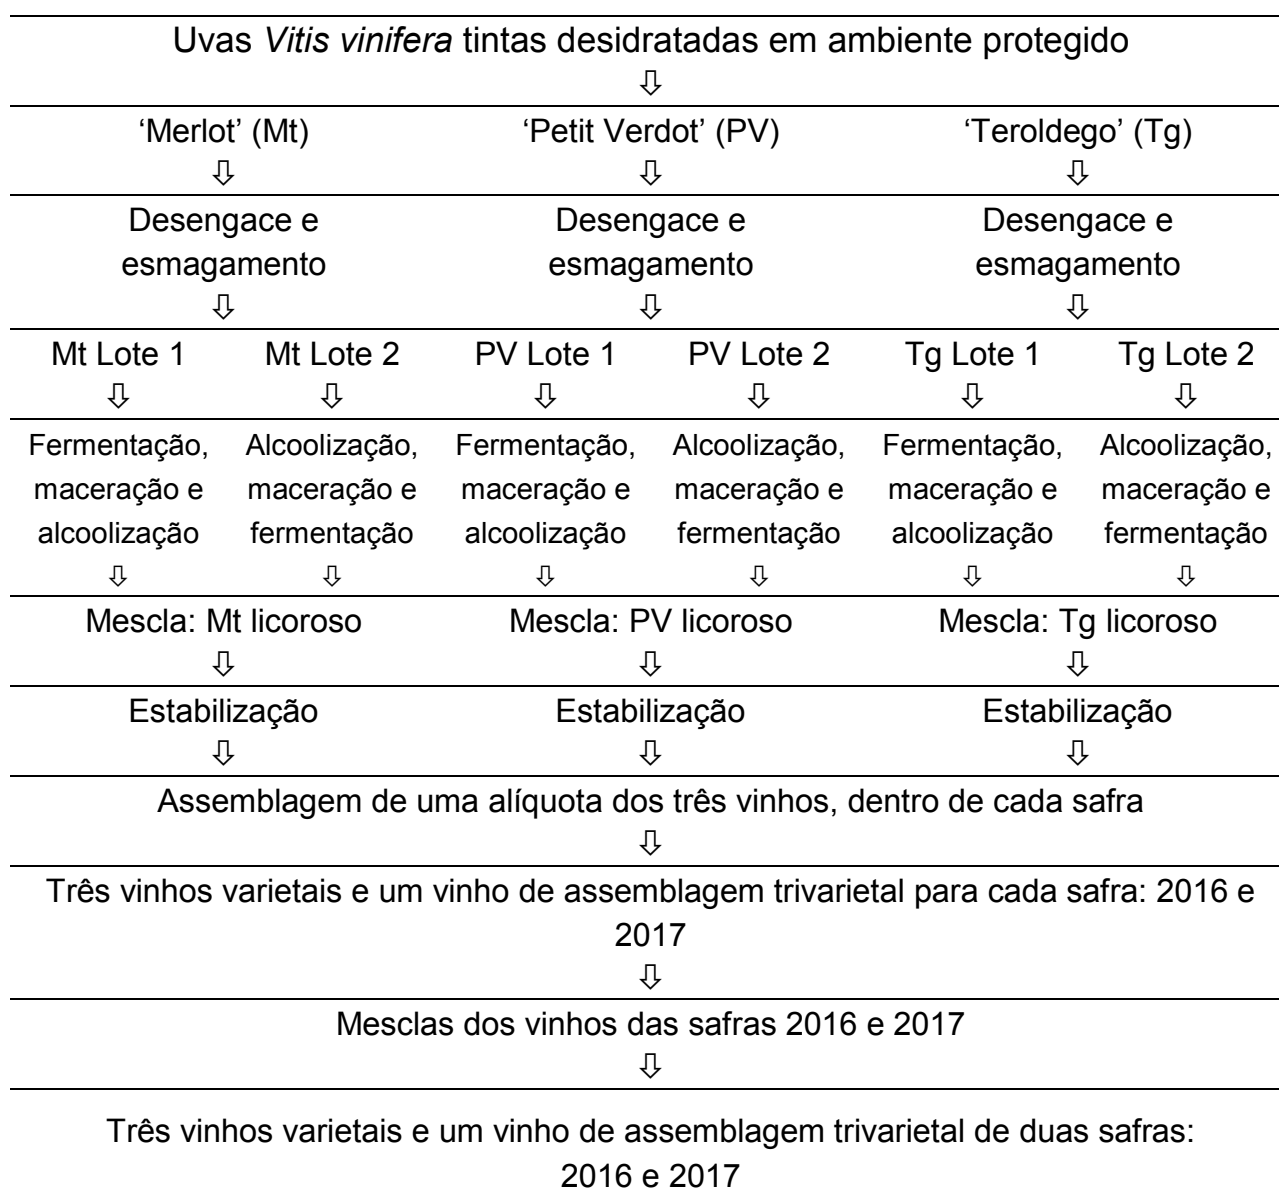 Uvas Vitis vinifera tintas desidratadas em ambiente protegido
⇩
‘Merlot’ (Mt) ‘Petit Verdot’ (PV) ‘Teroldego’ (Tg)
⇩ ⇩ ⇩
Desengace e Desengace e Desengace e
esmagamento esmagamento esmagamento
⇩ ⇩ ⇩
Mt Lote 1 Mt Lote 2 PV Lote 1 PV Lote 2 Tg Lote 1 Tg Lote 2
⇩ ⇩ ⇩ ⇩ ⇩ ⇩
Fermentação, Alcoolização, Fermentação, Alcoolização, Fermentação, Alcoolização,
maceração e maceração e maceração e maceração e maceração e maceração e
alcoolização fermentação alcoolização fermentação alcoolização fermentação
⇩ ⇩ ⇩ ⇩ ⇩ ⇩
Mescla: Mt licoroso Mescla: PV licoroso Mescla: Tg licoroso
⇩ ⇩ ⇩
Estabilização Estabilização Estabilização
⇩ ⇩ ⇩
Assemblagem de uma alíquota dos três vinhos, dentro de cada safra
⇩
Três vinhos varietais e um vinho de assemblagem trivarietal para cada safra: 2016 e
2017
⇩
Mesclas dos vinhos das safras 2016 e 2017
⇩
Três vinhos varietais e um vinho de assemblagem trivarietal de duas safras:
2016 e 2017